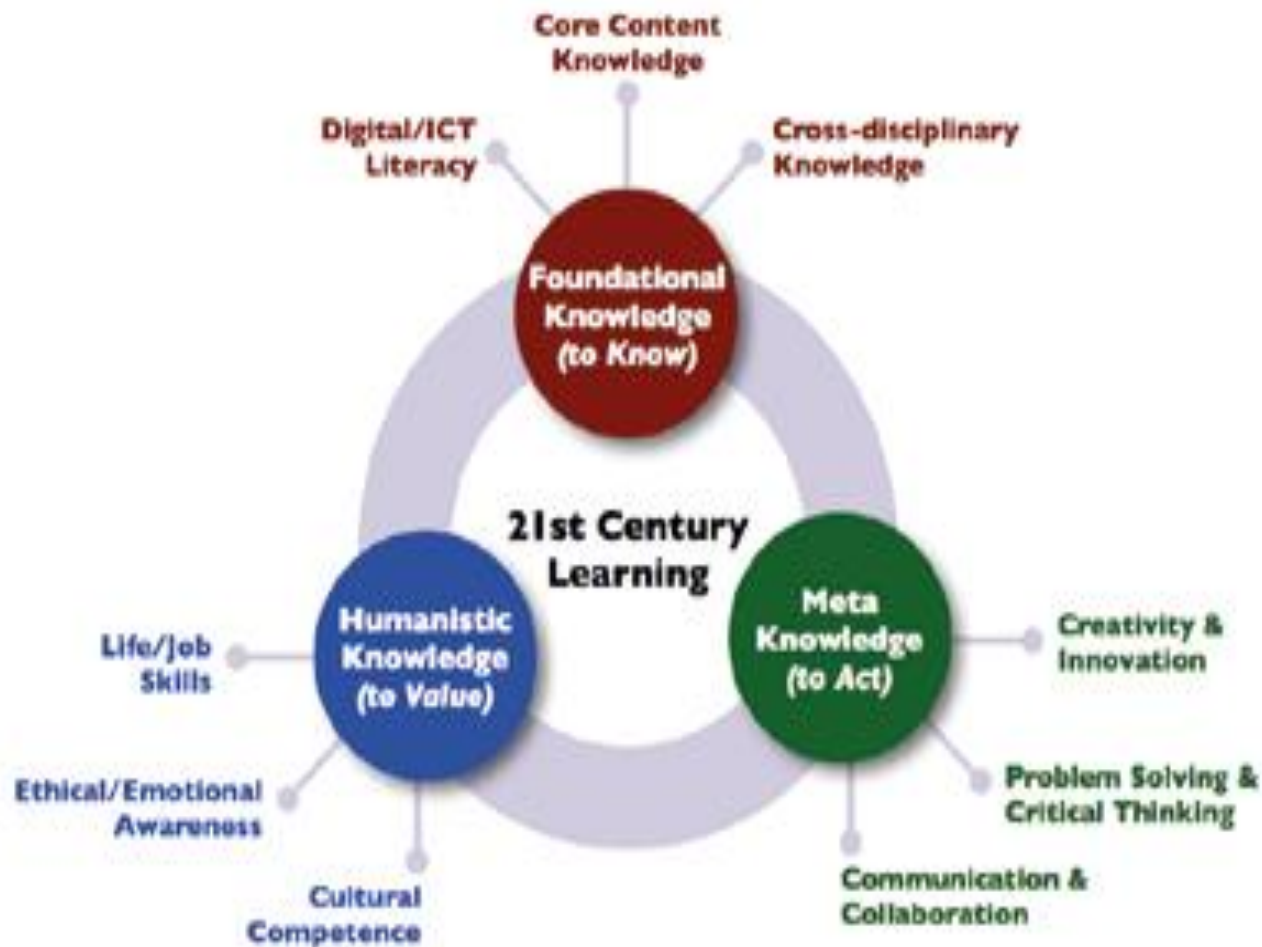 Core Content
Knowledge
Digital/ICT
Literacy
Cross-disciplinary
Knowledge
Foundational
Knowledge
(to Know)
21st Century
Learning
Humanistic
Knowledge
(to Value)
Meta
Knowledge
(to Act)
Life/Job
Skills
Ethical/Emotional
Awareness
Cultural
Competence
Creativity &
Innovation
Problem Solving &
Critical Thinking
Communication &
Collaboration